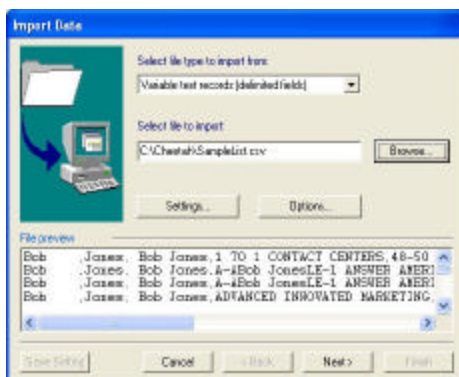 Import Data
Select file type to import from:
Variable text records (delimited fields)
Select file to import
C:\Cheetah\SampleList.csv
Browse...
Settings...
Options...
File preview
Bob ,Jones, Bob Jones,1 TO 1 CONTACT CENTERS,48-50
Bob ,Jones, Bob Jones,A-ABob JonesLE-1 ANSWER AMERI
Bob ,Jones, Bob Jones,A-ABob JonesLE-1 ANSWER AMERI
Bob ,Jones, Bob Jones,ADVANCED INNOVATED MARKETING,
Save Setting
Cancel
< Back
Next >
Finish